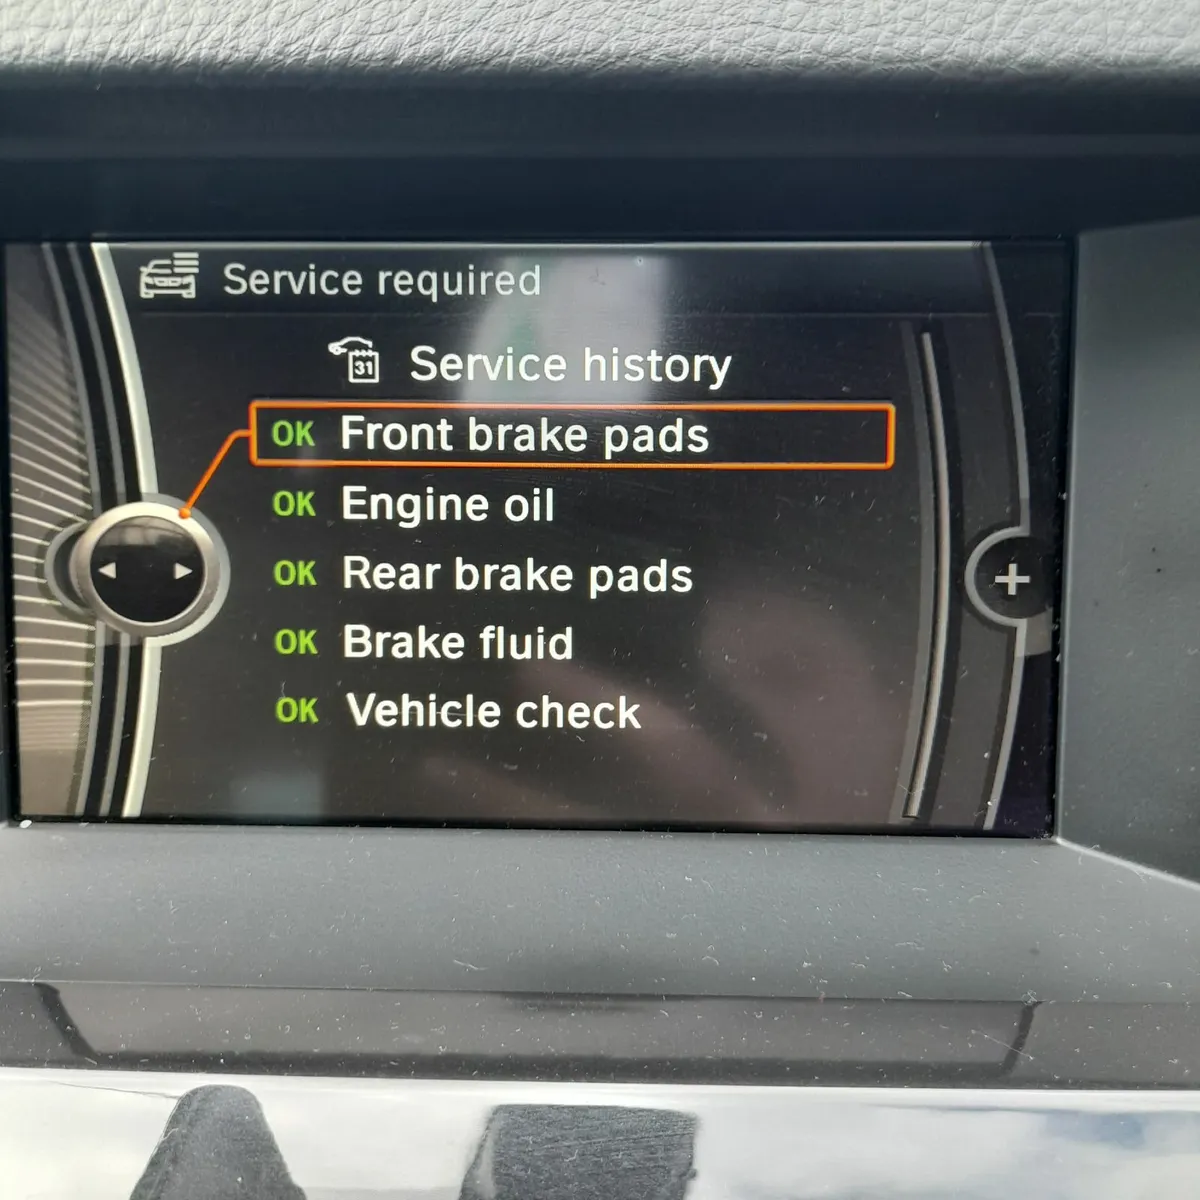 Service required
31 Service history
OK Front brake pads
OK Engine oil
OK Rear brake pads
OK Brake fluid
OK Vehicle check
+